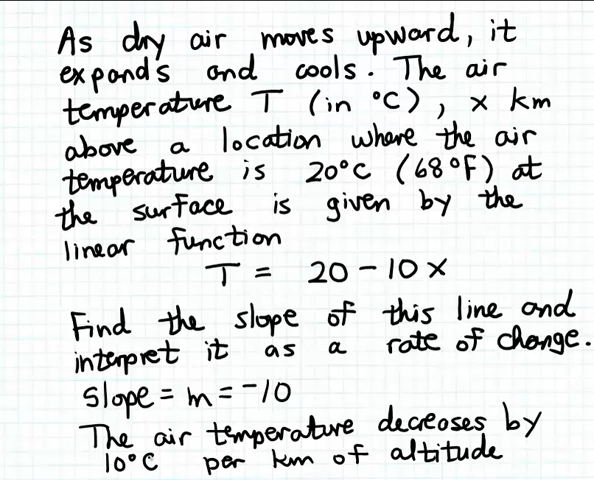 As dry air moves upward, it
expands and cools. The air
temperature T (in °C), x km
above a location where the air
temperature is 20°C (68°F) at
the surface is given by the
linear function
T = 20 - 10x
Find the slope of this line and
interpret it as a rate of change.
Slope = m = -10
The air temperature decreases by
10°C per km of altitude